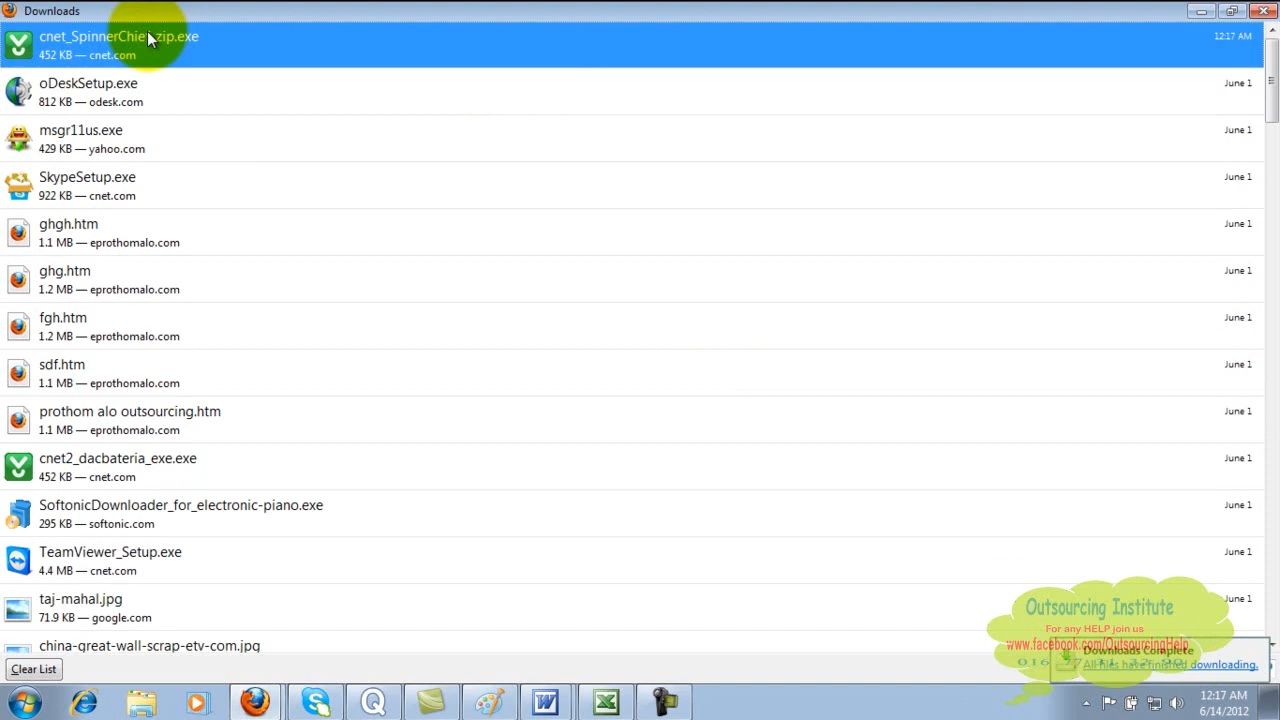 Downloads
cnet_SpinnerChief_zip.exe
12:17 AM
452 KB — cnet.com
oDeskSetup.exe
June 1
812 KB — odesk.com
msgr11us.exe
June 1
429 KB — yahoo.com
SkypeSetup.exe
June 1
922 KB — cnet.com
ghgh.htm
June 1
1.1 MB — eprothomalo.com
ghg.htm
June 1
1.2 MB — eprothomalo.com
fgh.htm
June 1
1.2 MB — eprothomalo.com
sdf.htm
June 1
1.1 MB — eprothomalo.com
prothom alo outsourcing.htm
June 1
1.1 MB — eprothomalo.com
cnet2_dacbateria_exe.exe
June 1
452 KB — cnet.com
SoftonicDownloader_for_electronic-piano.exe
June 1
295 KB — softonic.com
TeamViewer_Setup.exe
June 1
4.4 MB — cnet.com
taj-mahal.jpg
June 1
71.9 KB — google.com
china-great-wall-scrap-etv-com.jpg
Outsourcing Institute
For any HELP join us
www.facebook.com/OutsourcingHelp
Downloads Complete
All files have finished downloading.
Clear List
12:17 AM
6/14/2012